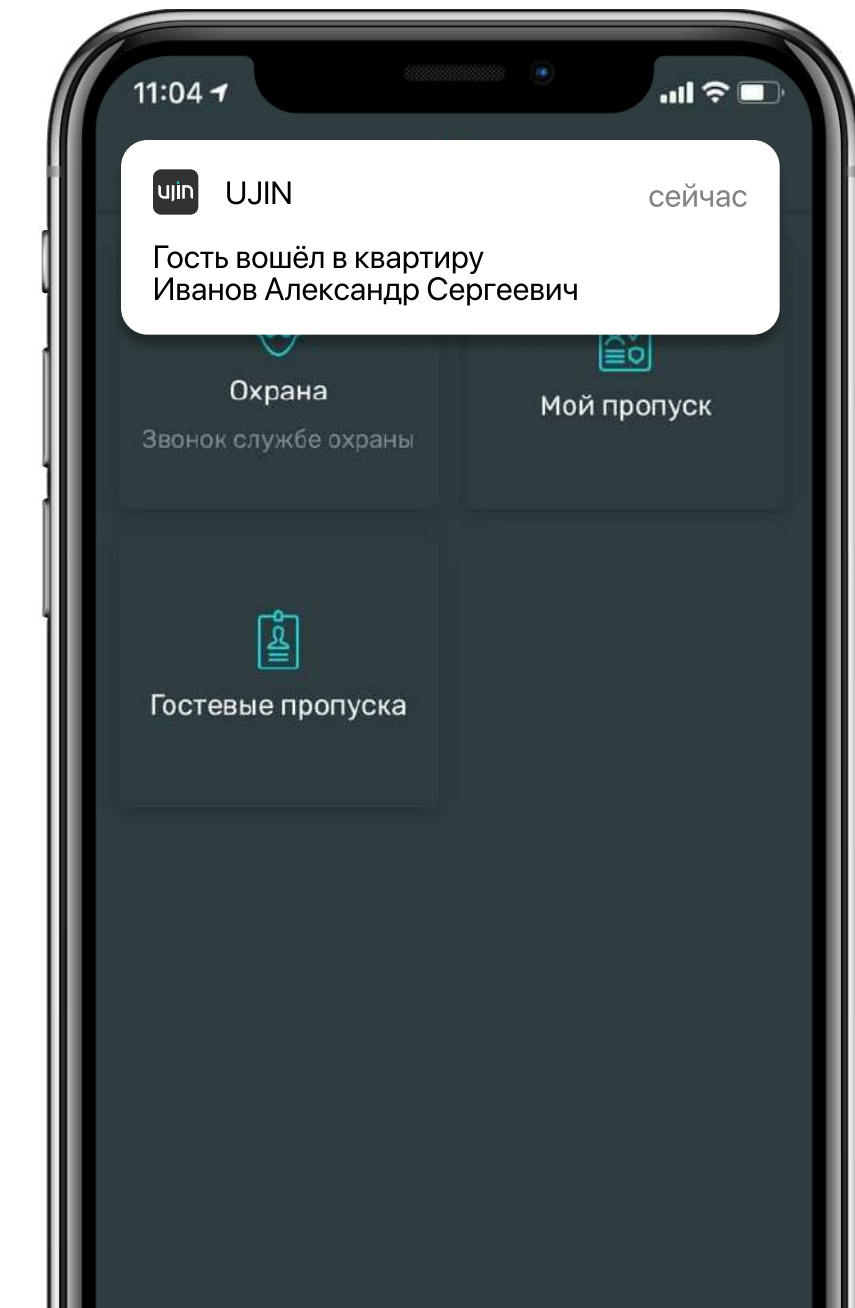 11:04
ujin UJIN сейчас
Гость вошёл в квартиру
Иванов Александр Сергеевич
Охрана
Звонок службе охраны
Мой пропуск
Гостевые пропуска